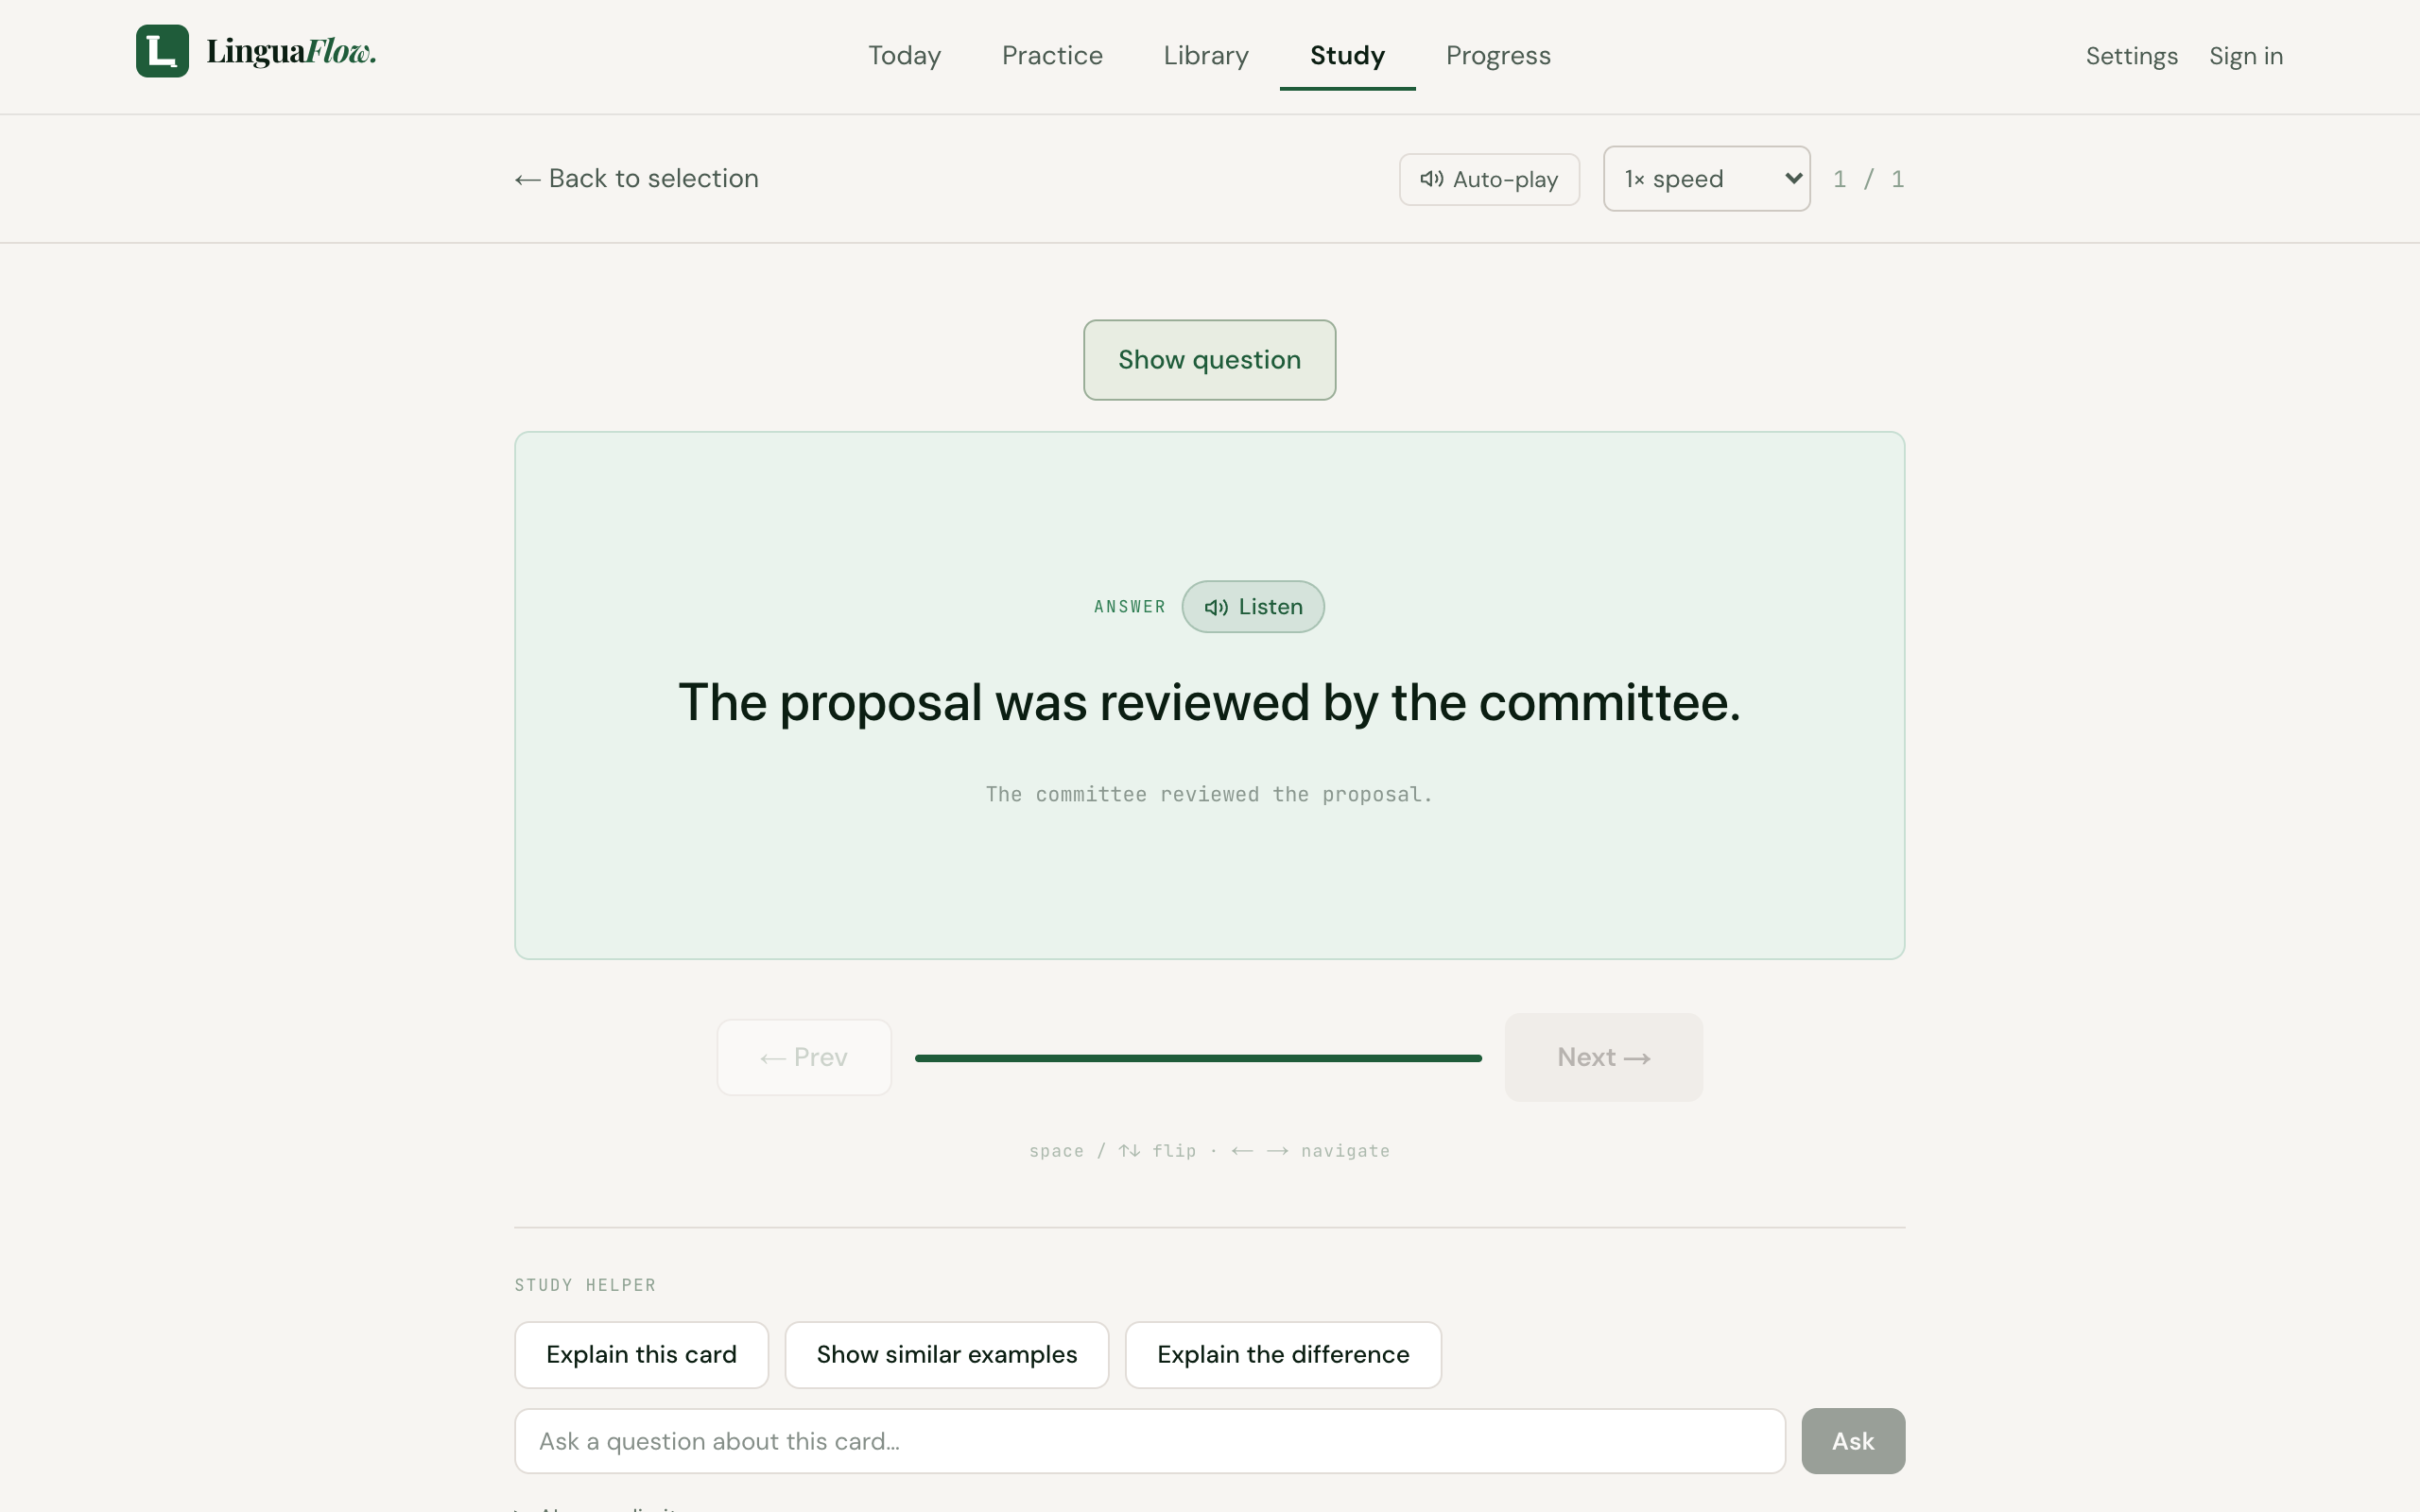 L LinguaFlow.
Today Practice Library Study Progress
Settings Sign in
← Back to selection
Auto-play
1× speed
1 / 1
Show question
ANSWER
Listen
The proposal was reviewed by the committee.
The committee reviewed the proposal.
← Prev
Next →
space / ↑↓ flip · ← → navigate
STUDY HELPER
Explain this card
Show similar examples
Explain the difference
Ask a question about this card…
Ask